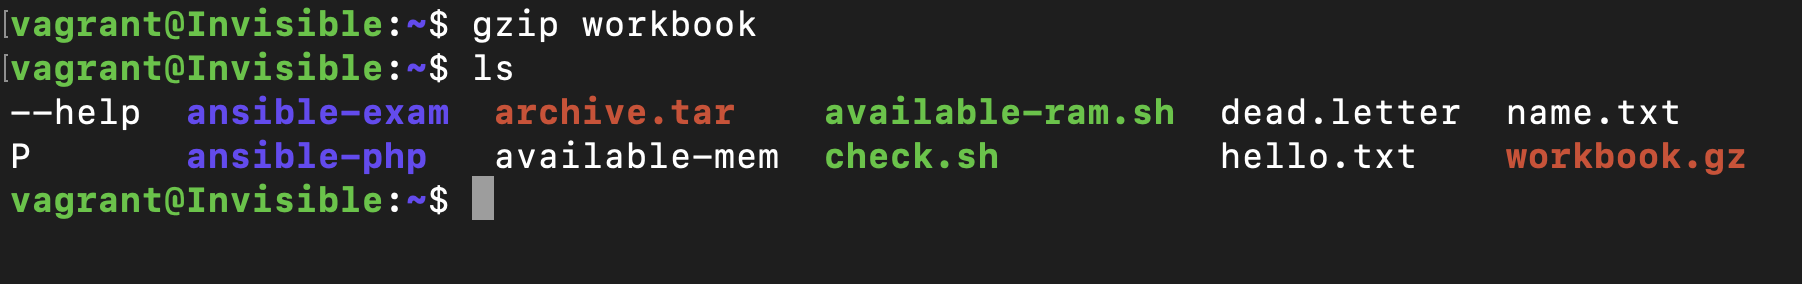 [vagrant@Invisible:~$ gzip workbook
[vagrant@Invisible:~$ ls
--help  ansible-exam  archive.tar    available-ram.sh  dead.letter  name.txt
P       ansible-php   available-mem  check.sh          hello.txt    workbook.gz
vagrant@Invisible:~$